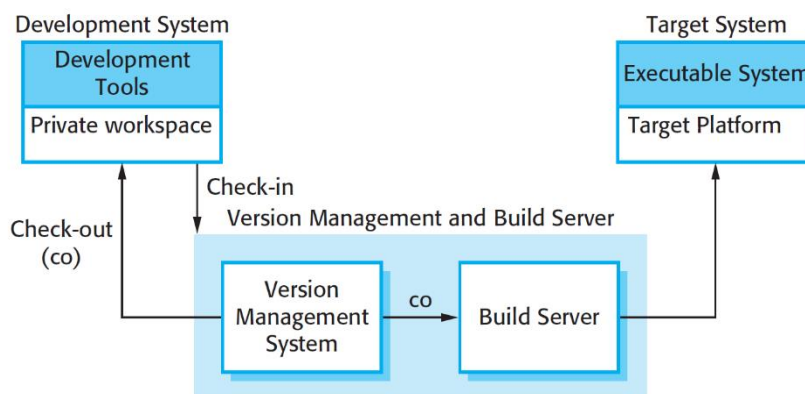 Development System
Development
Tools
Private workspace
Target System
Executable System
Target Platform
Check-in
Check-out
(co)
Version Management and Build Server
Version
Management
System
co
Build Server